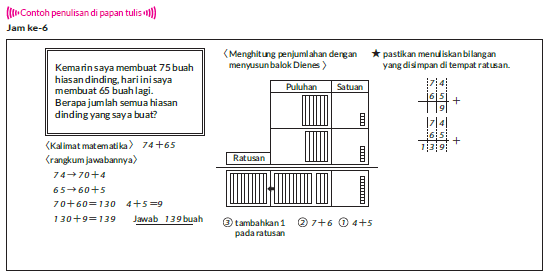 Contoh penulisan di papan tulis
Jam ke-6
Kemarin saya membuat 75 buah
hiasan dinding, hari ini saya
membuat 65 buah lagi.
Berapa jumlah semua hiasan
dinding yang saya buat?
〈Kalimat matematika〉 74+65
〈rangkum jawabannya〉
74→70+4
65→60+5
70+60=130 4+5=9
130+9=139 Jawab 139 buah
〈Menghitung penjumlahan dengan
menyusun balok Dienes〉
Puluhan Satuan
Ratusan
③ tambahkan 1
pada ratusan
② 7+6 ① 4+5
★ pastikan menuliskan bilangan
yang disimpan di tempat ratusan.
7 4
6 5 +
9
7 4
6 5 +
1 3 9